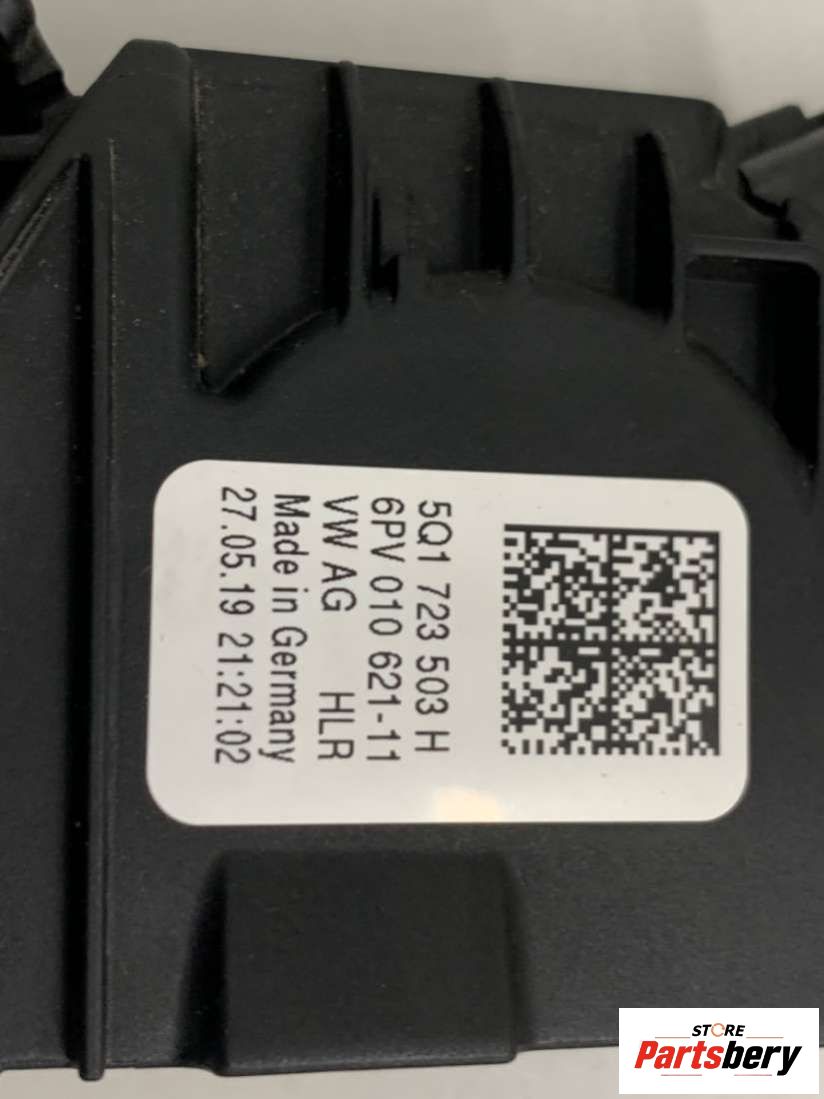 5Q1 723 503 H
6PV 010 621-11
VW AG HLR
Made in Germany
27.05.19 21:21:02
STORE
Partsbery